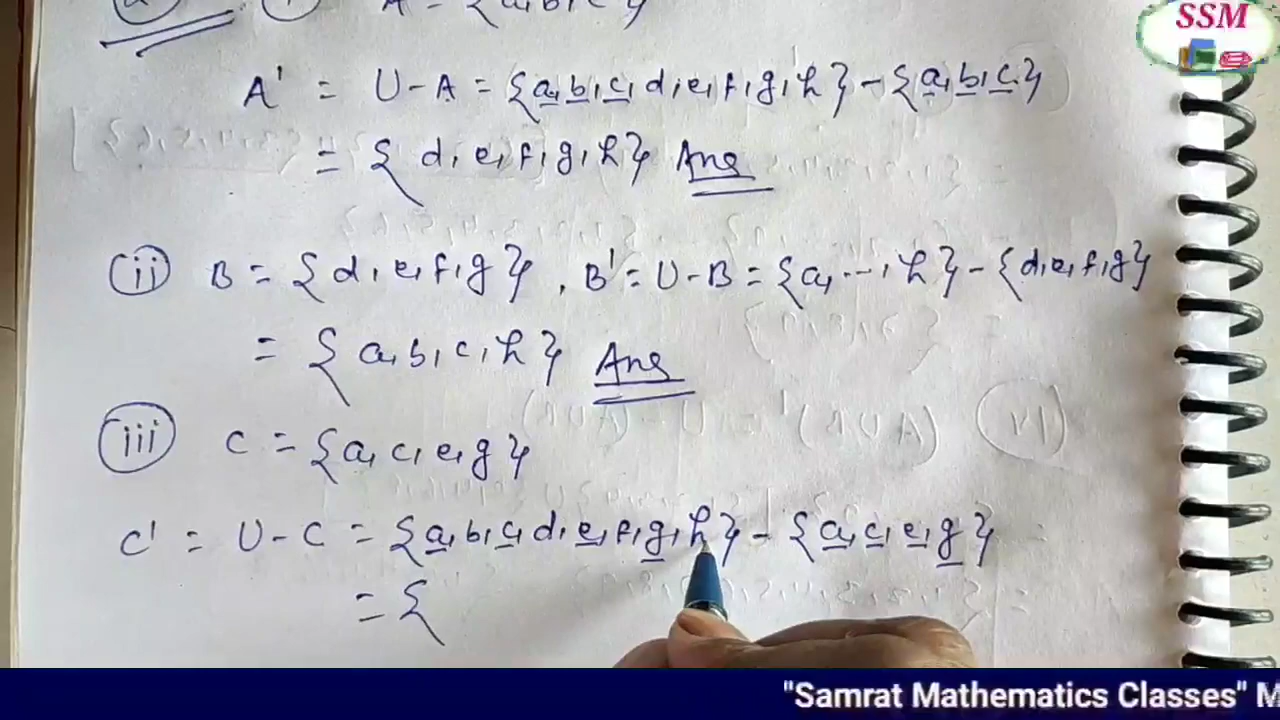 A = {a, b, c}
SSM
A' = U - A = {a, b, c, d, e, f, g, h} - {a, b, c}
= {d, e, f, g, h} Ans
(ii) B = {d, e, f, g}, B' = U - B = {a, ..., h} - {d, e, f, g}
= {a, b, c, h} Ans
(iii) C = {a, c, e, g}
C' = U - C = {a, b, c, d, e, f, g, h} - {a, c, e, g}
= {
"Samrat Mathematics Classes" M